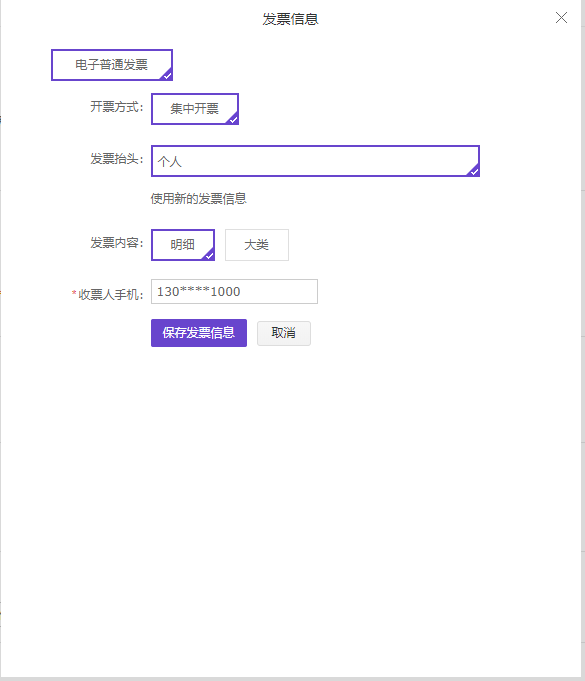 发票信息
电子普通发票
开票方式: 集中开票
发票抬头: 个人
使用新的发票信息
发票内容: 明细 大类
*收票人手机: 130****1000
保存发票信息 取消